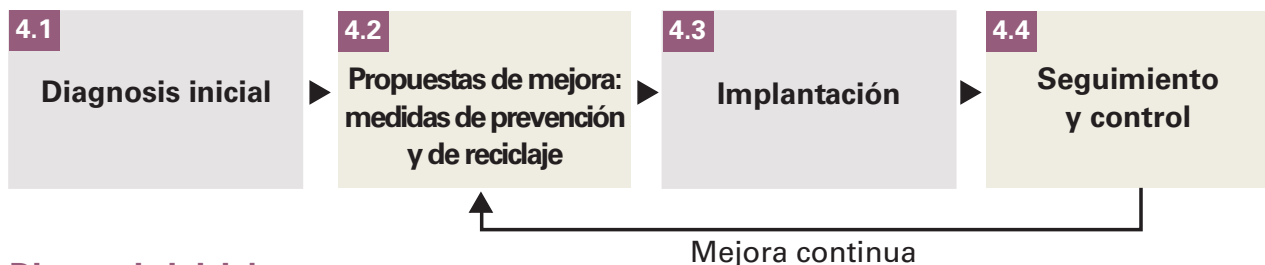 4.1
Diagnosis inicial
4.2
Propuestas de mejora:
medidas de prevención
y de reciclaje
4.3
Implantación
4.4
Seguimiento
y control
Mejora continua